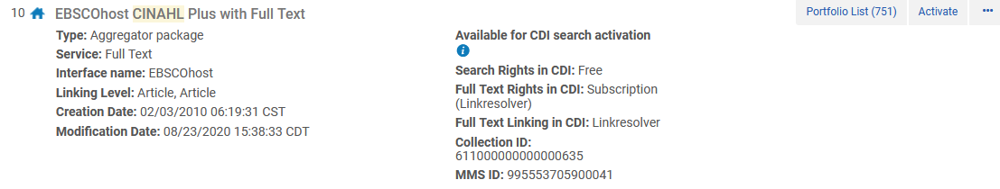 10 EBSCOhost CINAHL Plus with Full Text
Portfolio List (751) Activate •••
Type: Aggregator package
Service: Full Text
Interface name: EBSCOhost
Linking Level: Article, Article
Creation Date: 02/03/2010 06:19:31 CST
Modification Date: 08/23/2020 15:38:33 CDT
Available for CDI search activation
i
Search Rights in CDI: Free
Full Text Rights in CDI: Subscription
(Linkresolver)
Full Text Linking in CDI: Linkresolver
Collection ID:
611000000000000635
MMS ID: 995553705900041